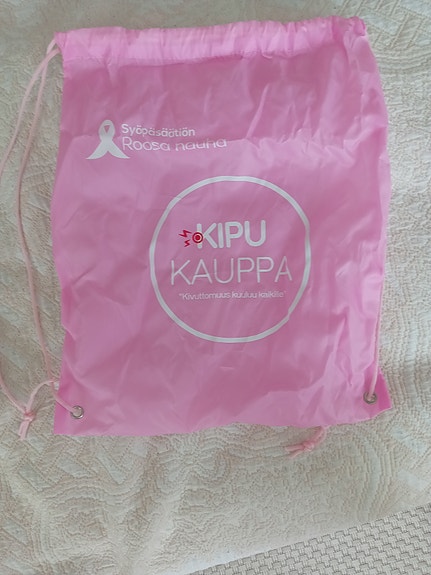 Syöpäsäätiön
Roosa nauha
KIPU
KAUPPA
"Kivuttomuus kuuluu kaikille"